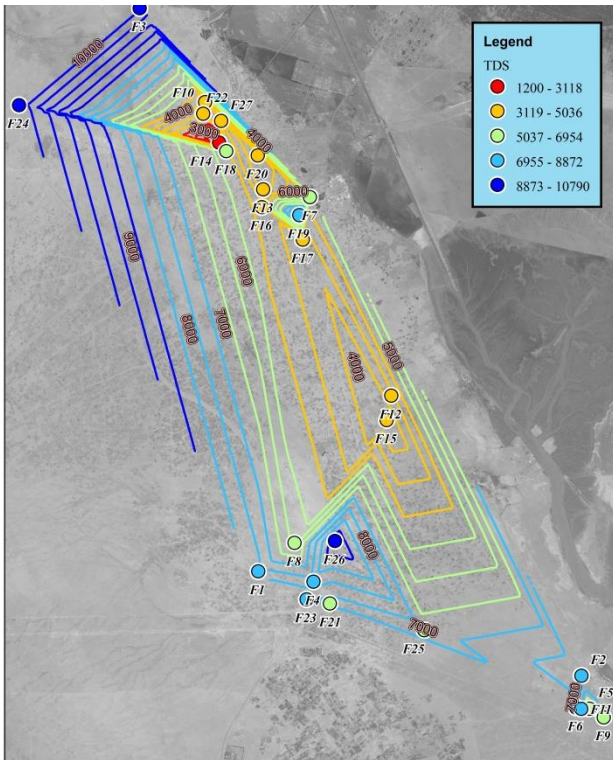 F3
Legend
TDS
1200 - 3118
3119 - 5036
5037 - 6954
6955 - 8872
8873 - 10790
10000
F24
F10
F22
F27
4000
3000
4000
F14
F18
F20
6000
F13
F7
F16
F19
F17
9000
8000
7000
6000
5000
4000
F12
F15
F8
F26
8000
F1
F4
F23
F21
7000
F25
F2
7000
F5
F6
F11
F9